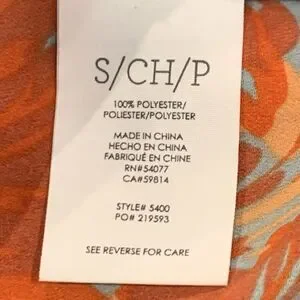 S/CH/P
100% POLYESTER/
POLIESTER/POLYESTER
MADE IN CHINA
HECHO EN CHINA
FABRIQUÉ EN CHINE
RN#54077
CA#59814
STYLE# 5400
PO# 219593
SEE REVERSE FOR CARE